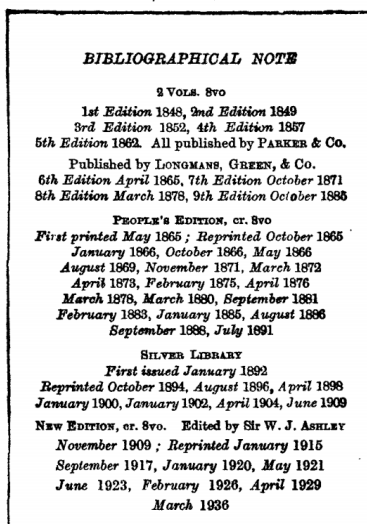 BIBLIOGRAPHICAL NOTE
2 VOLS. 8vo
1st Edition 1848, 2nd Edition 1849
3rd Edition 1852, 4th Edition 1857
5th Edition 1862. All published by PARKER & Co.
Published by LONGMANS, GREEN, & Co.
6th Edition April 1865, 7th Edition October 1871
8th Edition March 1878, 9th Edition October 1885
PEOPLE'S EDITION, cr. 8vo
First printed May 1865; Reprinted October 1865
January 1866, October 1866, May 1866
August 1869, November 1871, March 1872
April 1873, February 1875, April 1876
March 1878, March 1880, September 1881
February 1883, January 1885, August 1886
September 1888, July 1891
SILVER LIBRARY
First issued January 1892
Reprinted October 1894, August 1896, April 1898
January 1900, January 1902, April 1904, June 1909
NEW EDITION, cr. 8vo. Edited by Sir W. J. ASHLEY
November 1909; Reprinted January 1915
September 1917, January 1920, May 1921
June 1923, February 1926, April 1929
March 1936